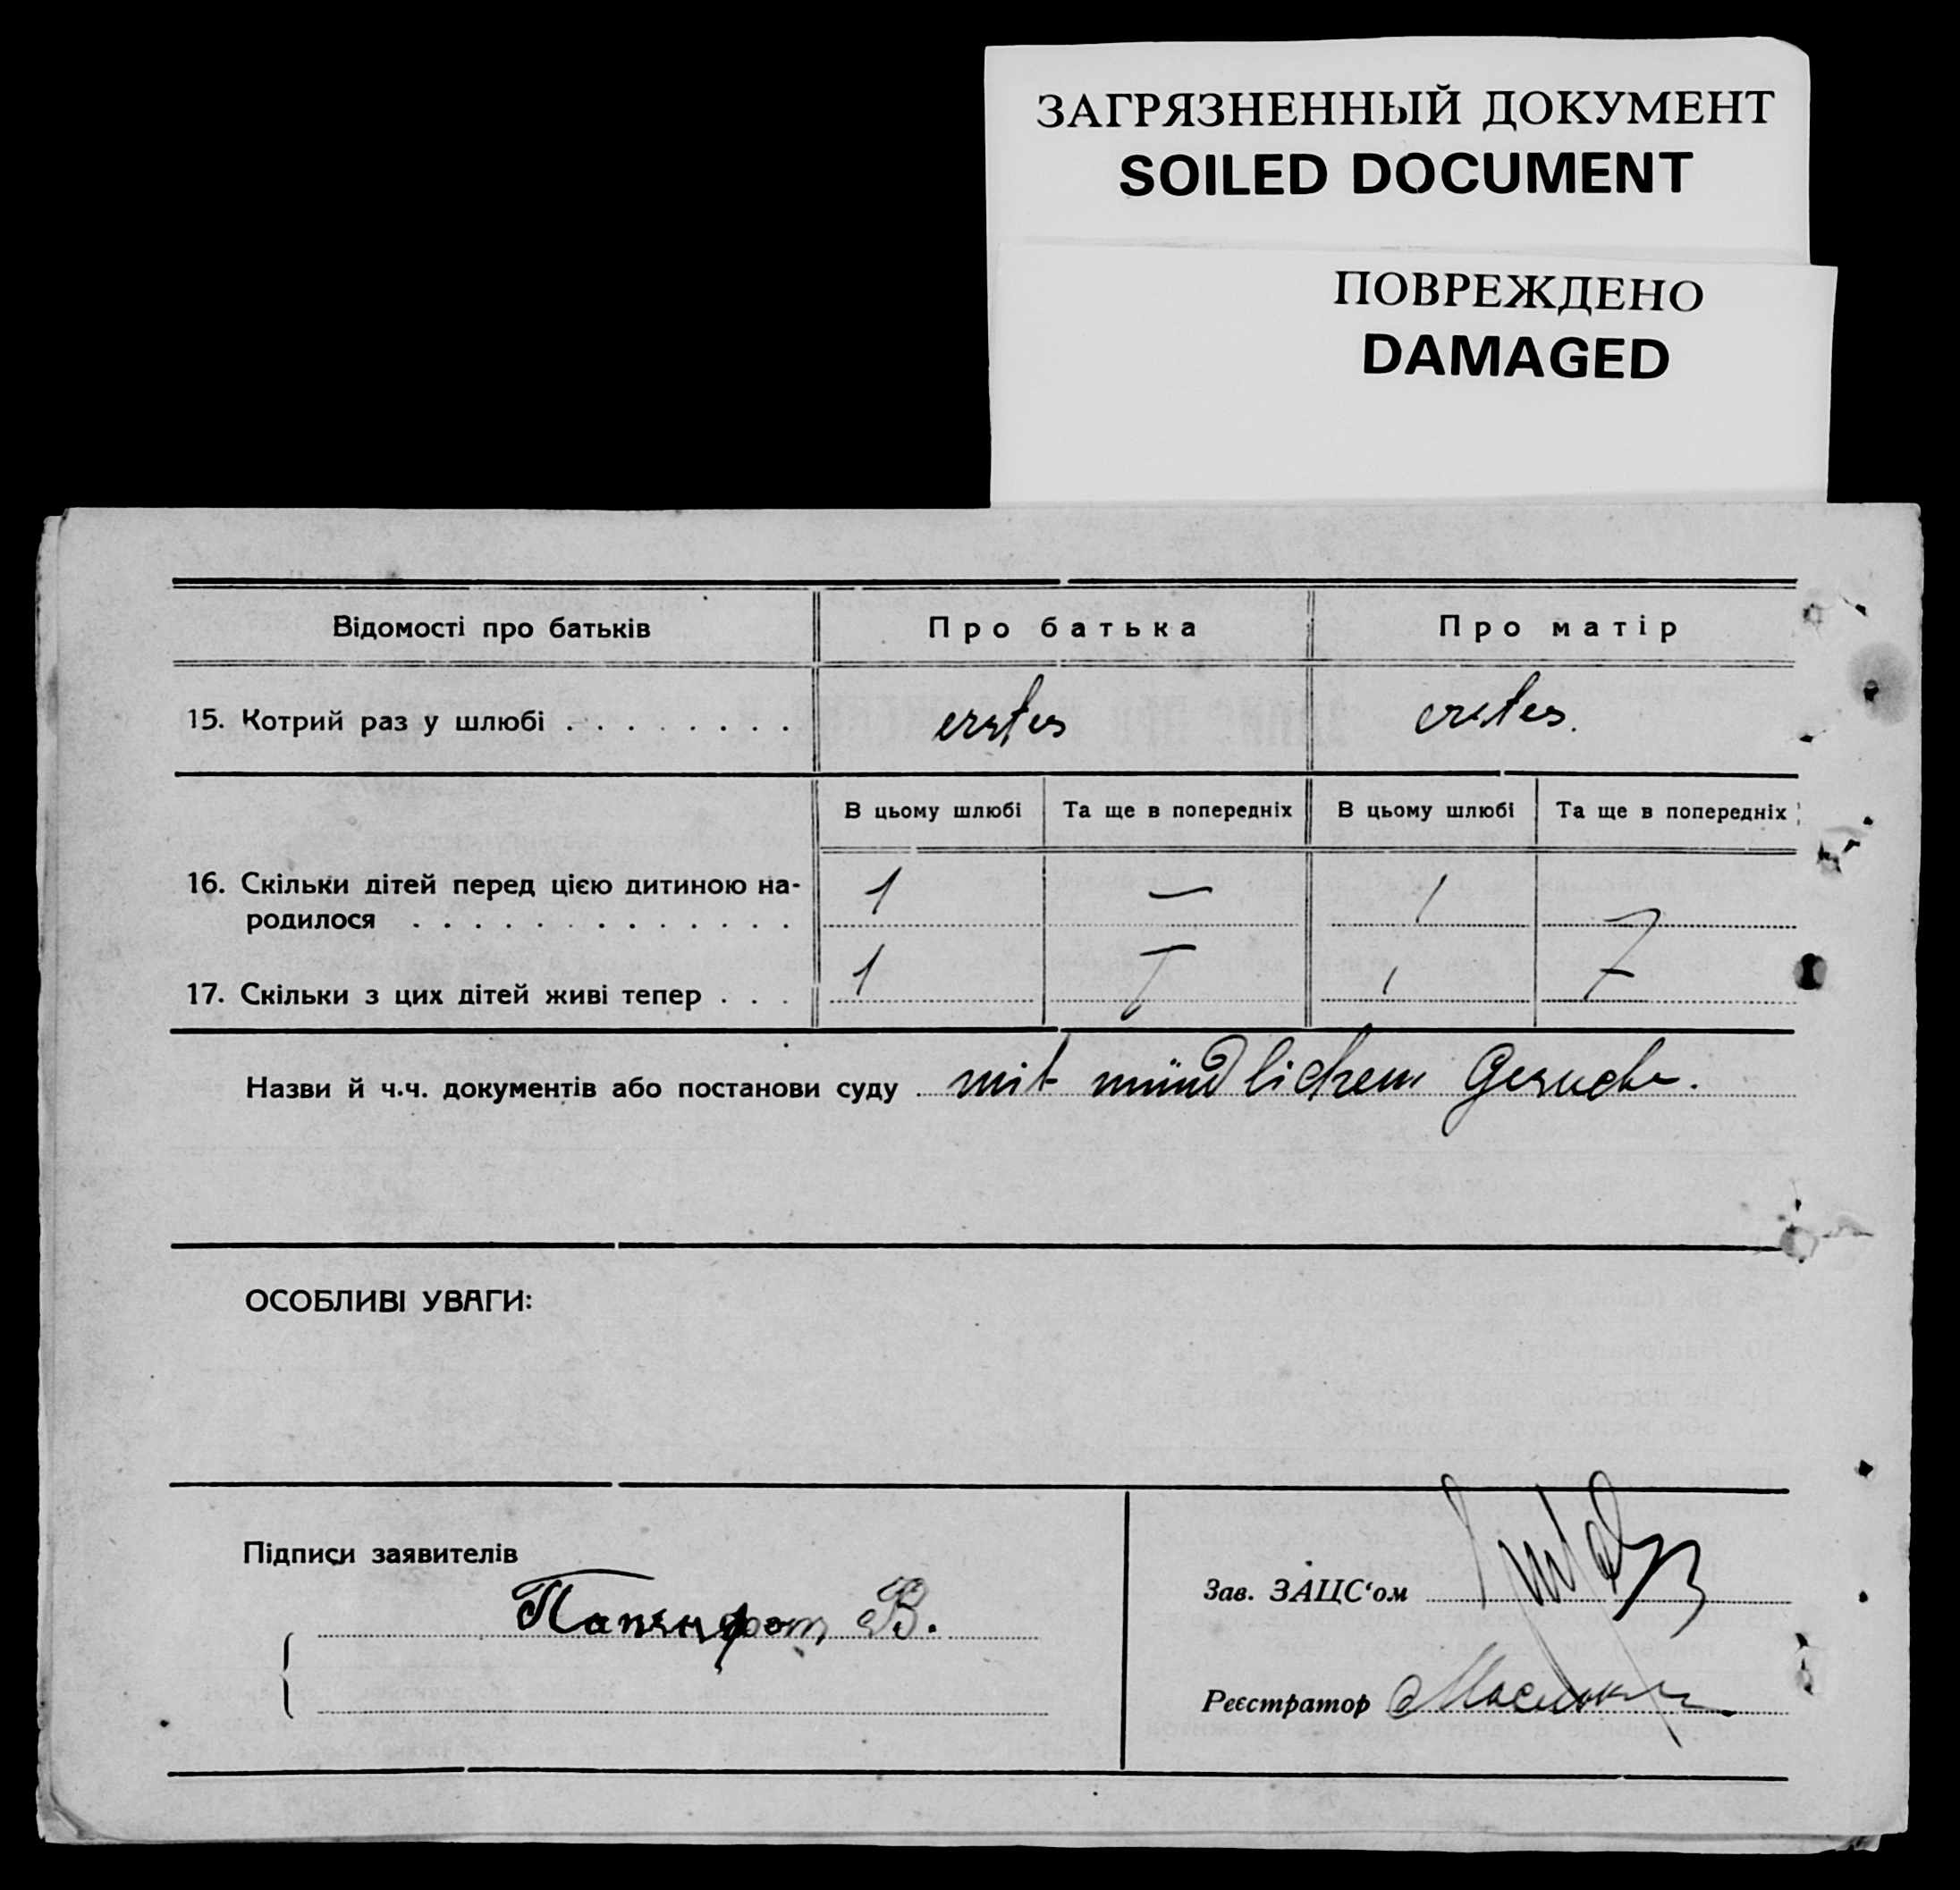 ЗАГРЯЗНЕННЫЙ ДОКУМЕНТ
SOILED DOCUMENT
ПОВРЕЖДЕНО
DAMAGED
Відомості про батьків Про батька Про матір
15. Котрий раз у шлюбі . . . . . . . . erstes erstes.
В цьому шлюбі Та ще в попередніх В цьому шлюбі Та ще в попередніх
16. Скільки дітей перед цією дитиною на- 1 — 1
родилося . . . . . . . . . . . . .
17. Скільки з цих дітей живі тепер . . . 1 1
Назви й ч.ч. документів або постанови суду . mit mündlichem Gesuche.
ОСОБЛИВІ УВАГИ:
Підписи заявителів
Зав. ЗАЦС‘ом
Папенфот В.
Реєстратор